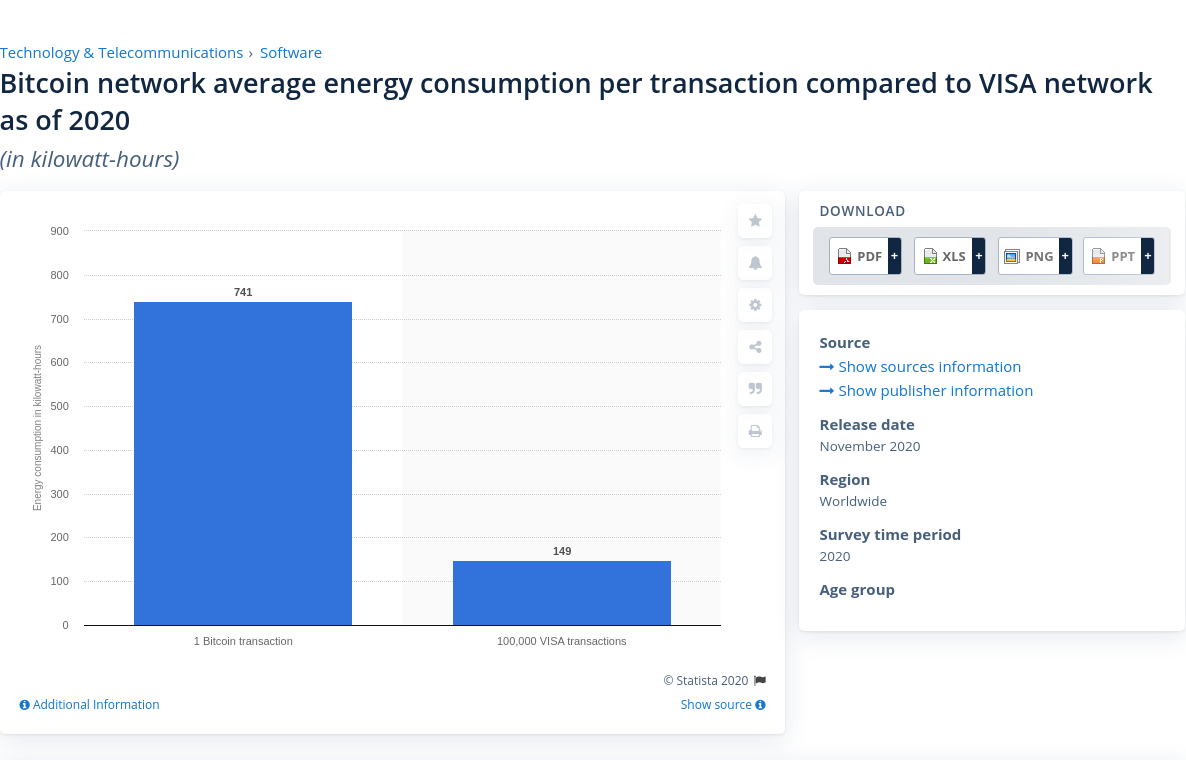 Technology & Telecommunications › Software
Bitcoin network average energy consumption per transaction compared to VISA network
as of 2020
(in kilowatt-hours)
900
800
700
600
500
400
300
200
100
0
Energy consumption in kilowatt-hours
741
149
1 Bitcoin transaction
100,000 VISA transactions
© Statista 2020
Additional Information
Show source
DOWNLOAD
PDF +
XLS +
PNG +
PPT +
Source
Show sources information
Show publisher information
Release date
November 2020
Region
Worldwide
Survey time period
2020
Age group